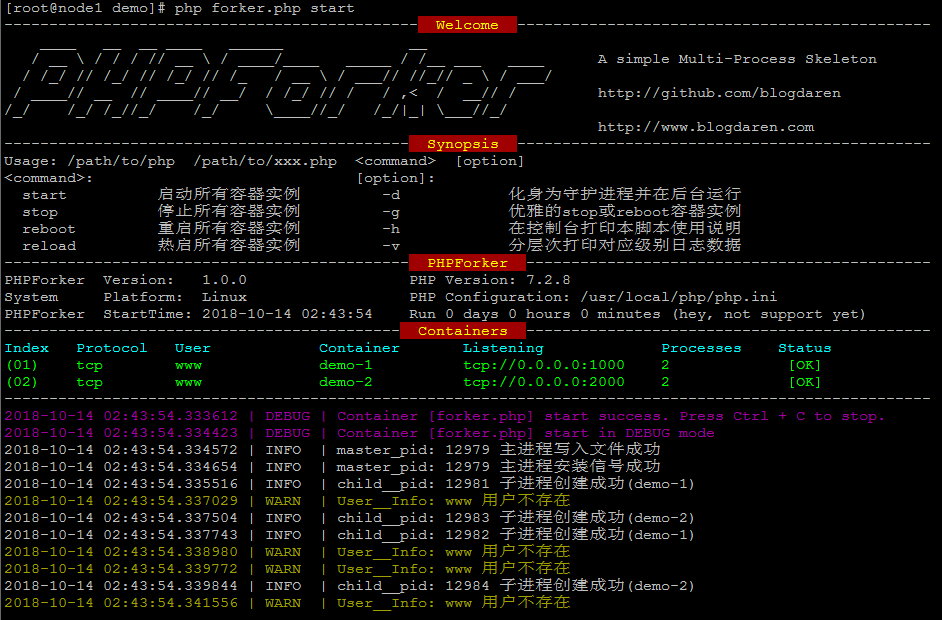 [root@node1 demo]# php forker.php start
Welcome
PHPForker
A simple Multi-Process Skeleton
http://github.com/blogdaren
http://www.blogdaren.com
Synopsis
Usage: /path/to/php /path/to/xxx.php <command> [option]
<command>: [option]:
start 启动所有容器实例 -d 化身为守护进程并在后台运行
stop 停止所有容器实例 -g 优雅的stop或reboot容器实例
reboot 重启所有容器实例 -h 在控制台打印本脚本使用说明
reload 热启所有容器实例 -v 分层次打印对应级别日志数据
PHPForker
PHPForker Version: 1.0.0 PHP Version: 7.2.8
System Platform: Linux PHP Configuration: /usr/local/php/php.ini
PHPForker StartTime: 2018-10-14 02:43:54 Run 0 days 0 hours 0 minutes (hey, not support yet)
Containers
Index Protocol User Container Listening Processes Status
(01) tcp www demo-1 tcp://0.0.0.0:1000 2 [OK]
(02) tcp www demo-2 tcp://0.0.0.0:2000 2 [OK]
2018-10-14 02:43:54.333612 | DEBUG | Container [forker.php] start success. Press Ctrl + C to stop.
2018-10-14 02:43:54.334423 | DEBUG | Container [forker.php] start in DEBUG mode
2018-10-14 02:43:54.334572 | INFO | master_pid: 12979 主进程写入文件成功
2018-10-14 02:43:54.334654 | INFO | master_pid: 12979 主进程安装信号成功
2018-10-14 02:43:54.335516 | INFO | child__pid: 12981 子进程创建成功(demo-1)
2018-10-14 02:43:54.337029 | WARN | User__Info: www 用户不存在
2018-10-14 02:43:54.337504 | INFO | child__pid: 12983 子进程创建成功(demo-2)
2018-10-14 02:43:54.337743 | INFO | child__pid: 12982 子进程创建成功(demo-1)
2018-10-14 02:43:54.338980 | WARN | User__Info: www 用户不存在
2018-10-14 02:43:54.339772 | WARN | User__Info: www 用户不存在
2018-10-14 02:43:54.339844 | INFO | child__pid: 12984 子进程创建成功(demo-2)
2018-10-14 02:43:54.341556 | WARN | User__Info: www 用户不存在